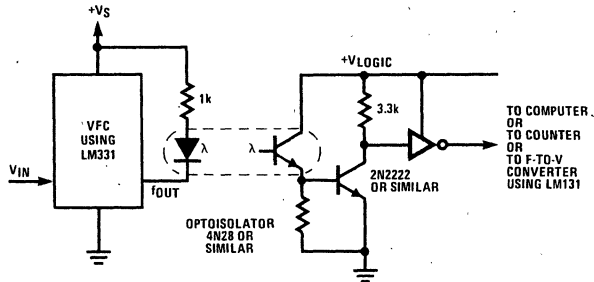 +VS
+VLOGIC
1k
3.3k
VFC
USING
LM331
λ
λ
TO COMPUTER
OR
TO COUNTER
OR
TO F-TO-V
CONVERTER
USING LM131
VIN
fOUT
2N2222
OR SIMILAR
OPTOISOLATOR
4N28 OR
SIMILAR